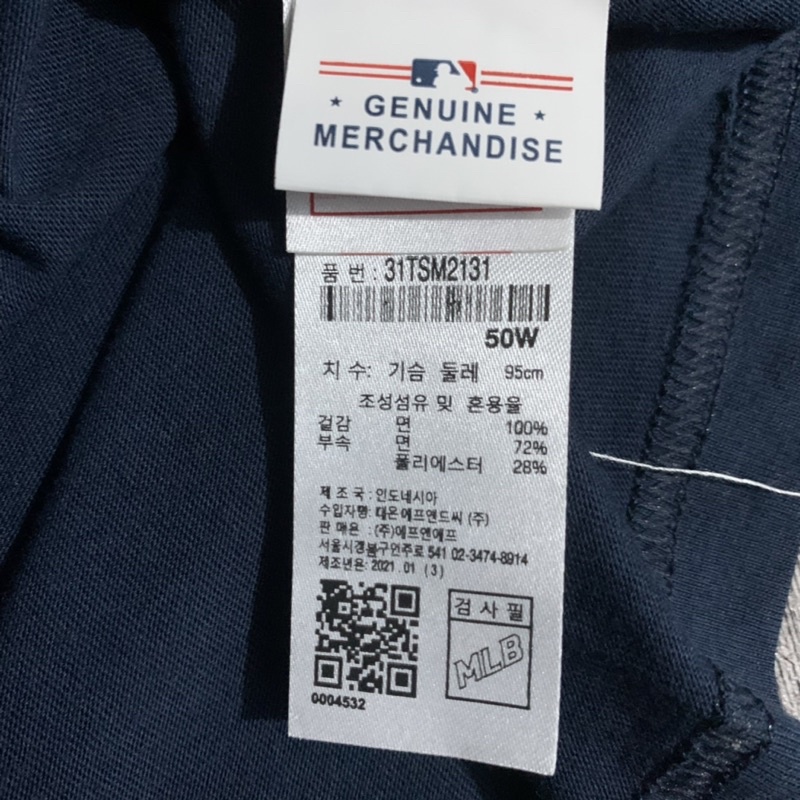 ★ GENUINE ★
MERCHANDISE
품 번 : 31TSM2131
50W
치 수: 가슴 둘레 95cm
조성섬유 및 혼용율
겉감 면 100%
부속 면 72%
폴리에스터 28%
제 조 국 : 인도네시아
수입자명: 대은에프앤드씨 (주)
판 매원 : (주)에프앤에프
서울시강남구언주로 541 02-3474-8914
제조년월: 2021.01 (3)
검 사 필
MLB
0004532